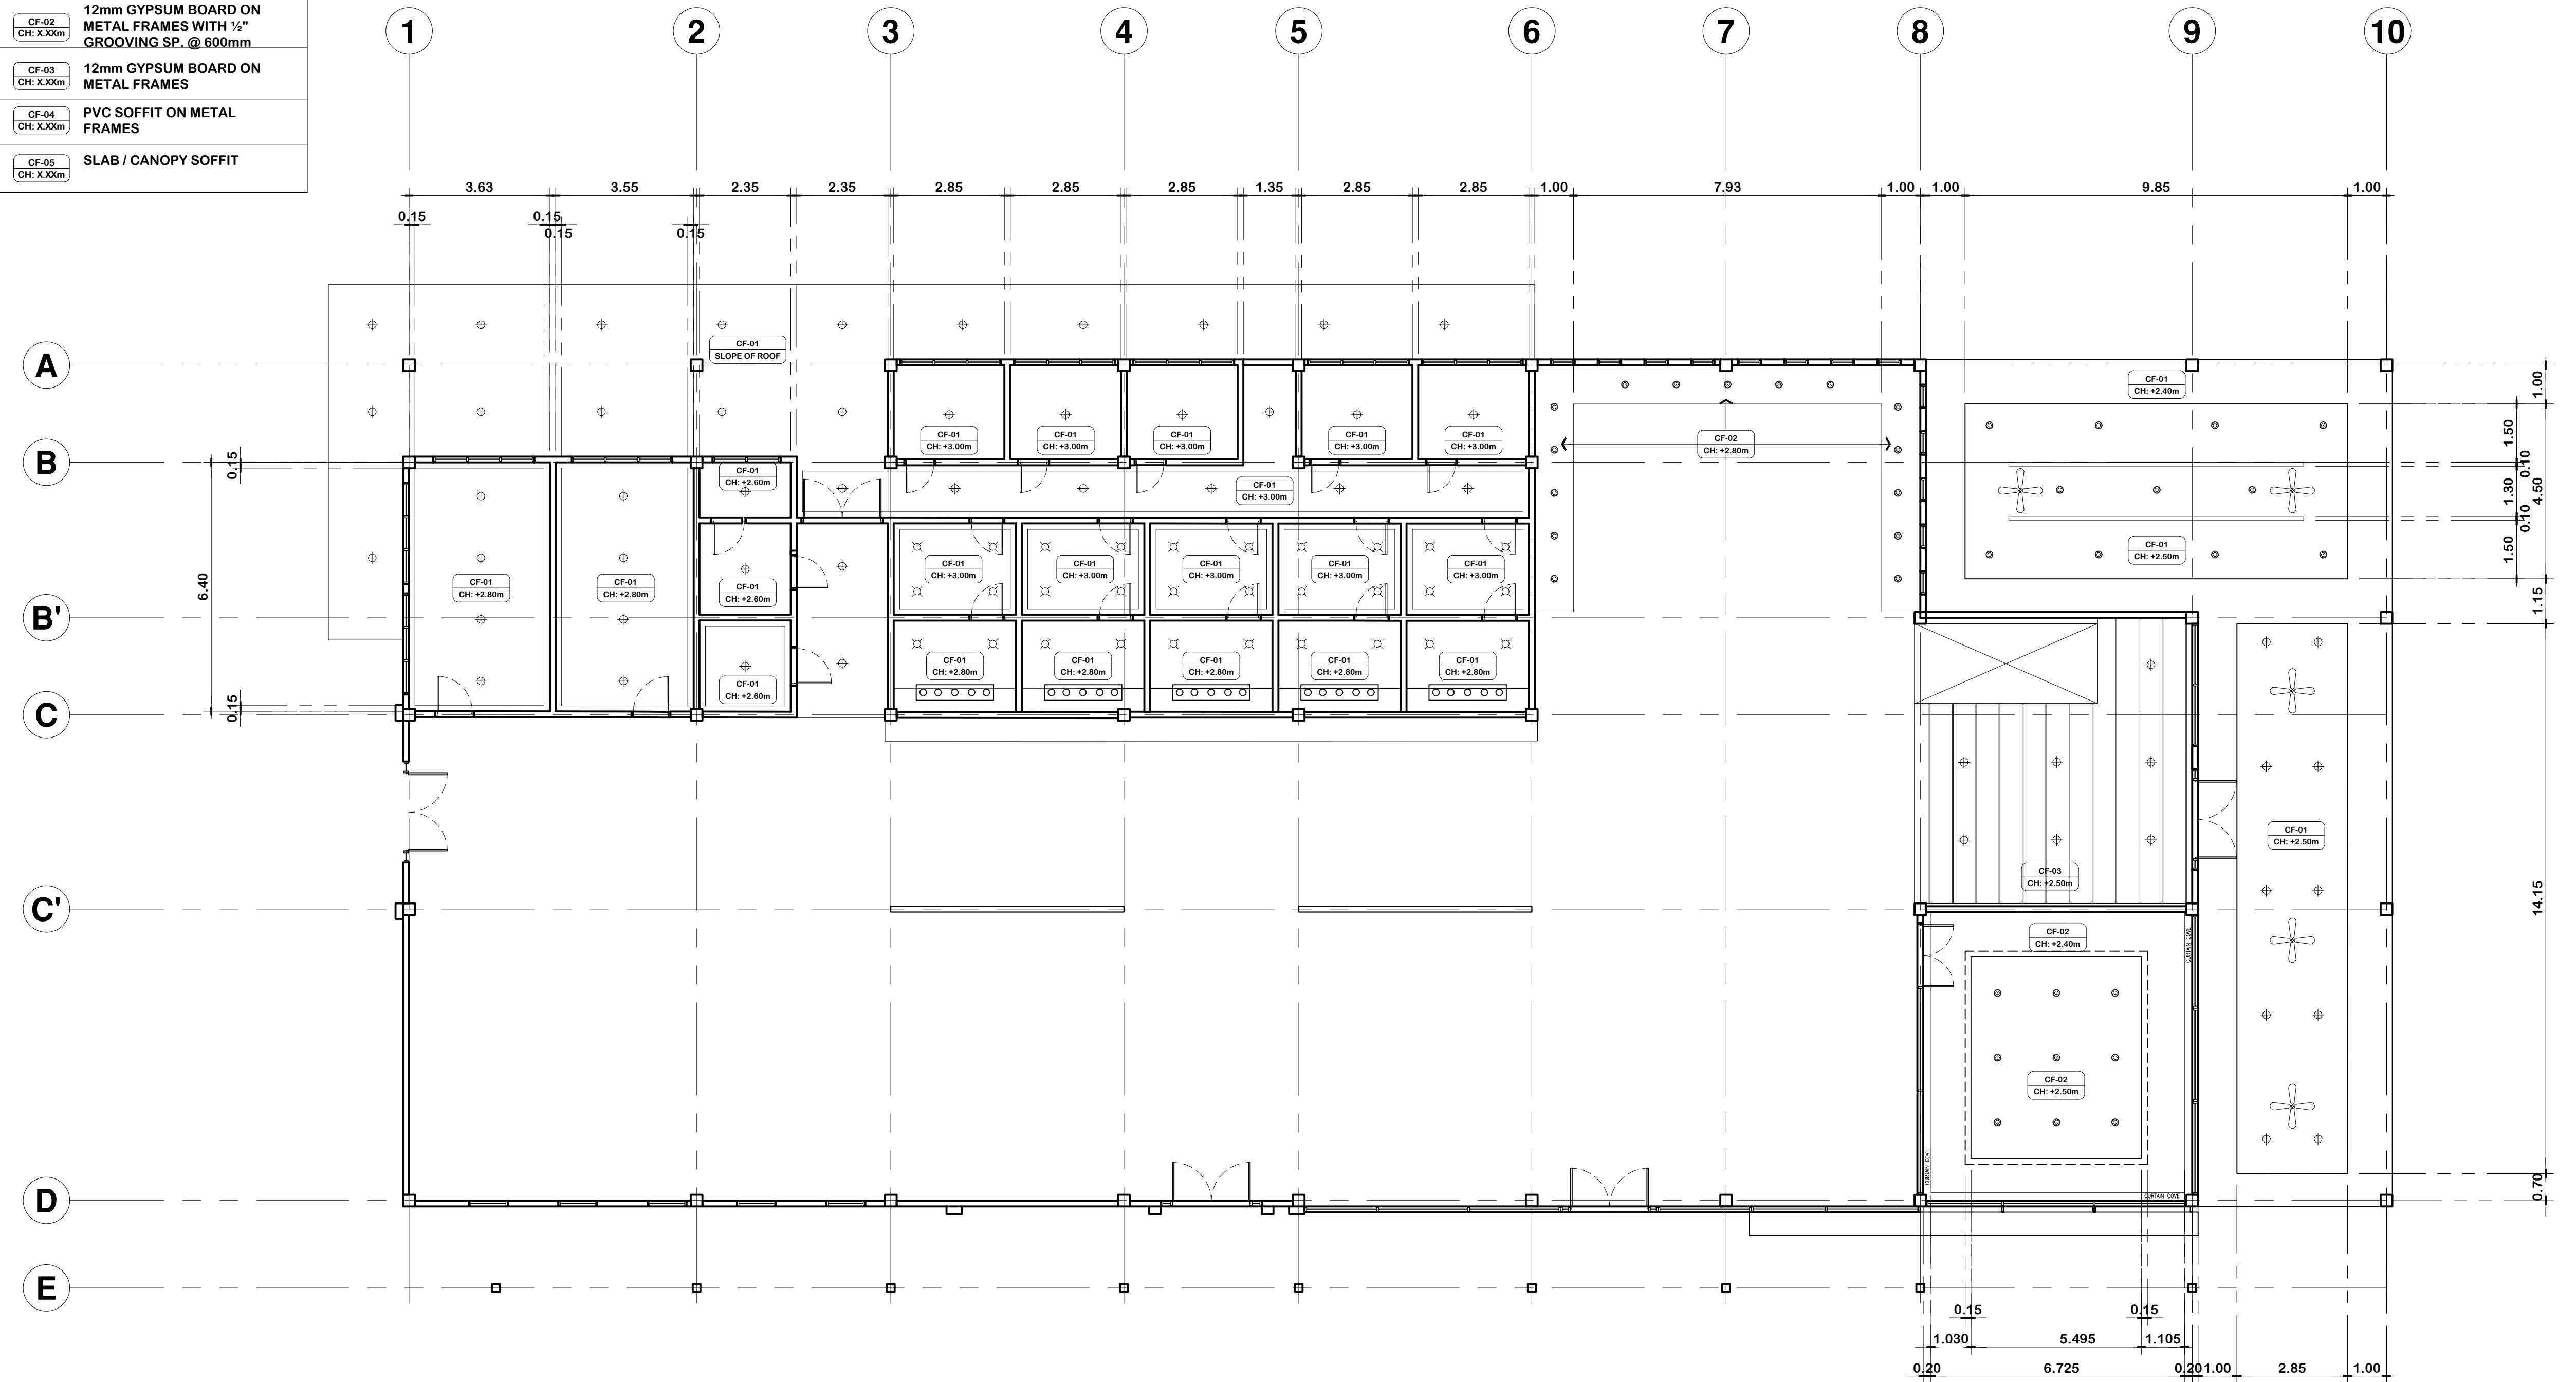 CF-02
CH: X.XXm
12mm GYPSUM BOARD ON
METAL FRAMES WITH ½"
GROOVING SP. @ 600mm
CF-03
CH: X.XXm
12mm GYPSUM BOARD ON
METAL FRAMES
CF-04
CH: X.XXm
PVC SOFFIT ON METAL
FRAMES
CF-05
CH: X.XXm
SLAB / CANOPY SOFFIT
1 2 3 4 5 6 7 8 9 10
3.63 3.55 2.35 2.35 2.85 2.85 2.85 1.35 2.85 2.85 1.00 7.93 1.00 1.00 9.85 1.00
0.15 0.15 0.15 0.15
CF-01
SLOPE OF ROOF
A
CF-01
CH: +2.40m
1.00
CF-01
CH: +3.00m
CF-01
CH: +3.00m
CF-01
CH: +3.00m
CF-01
CH: +3.00m
CF-01
CH: +3.00m
CF-02
CH: +2.80m
1.50
B
0.15
CF-01
CH: +2.60m
CF-01
CH: +3.00m
0.10
1.30
4.50
0.10
CF-01
CH: +2.50m
1.50
6.40
CF-01
CH: +2.80m
CF-01
CH: +2.80m
CF-01
CH: +2.60m
CF-01
CH: +3.00m
CF-01
CH: +3.00m
CF-01
CH: +3.00m
CF-01
CH: +3.00m
CF-01
CH: +3.00m
B'
1.15
CF-01
CH: +2.60m
CF-01
CH: +2.80m
CF-01
CH: +2.80m
CF-01
CH: +2.80m
CF-01
CH: +2.80m
CF-01
CH: +2.80m
C
0.15
CF-01
CH: +2.50m
CF-03
CH: +2.50m
14.15
C'
CF-02
CH: +2.40m
CURTAIN COVE
CF-02
CH: +2.50m
CURTAIN COVE
CURTAIN COVE
D
0.70
E
0.15 0.15
1.030 5.495 1.105
0.20 6.725 0.20 1.00 2.85 1.00